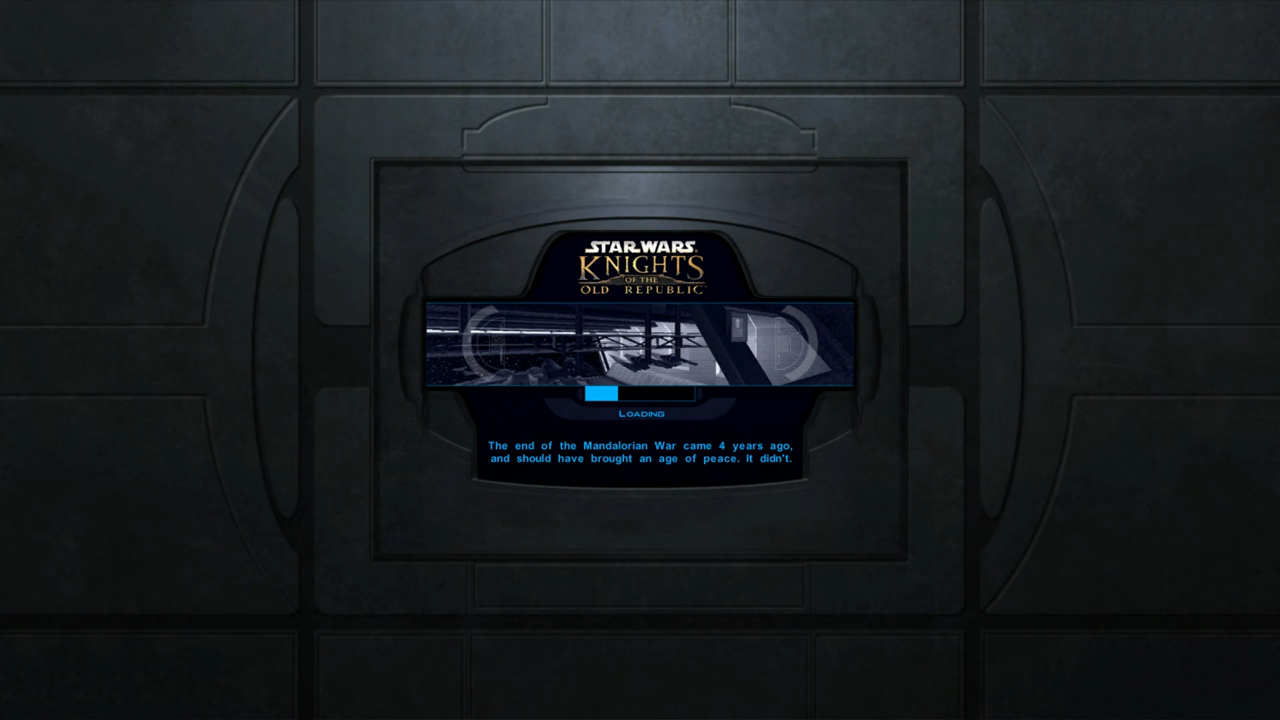 STAR WARS
KNIGHTS
OF THE
OLD REPUBLIC
LOADING
The end of the Mandalorian War came 4 years ago,
and should have brought an age of peace. It didn't.